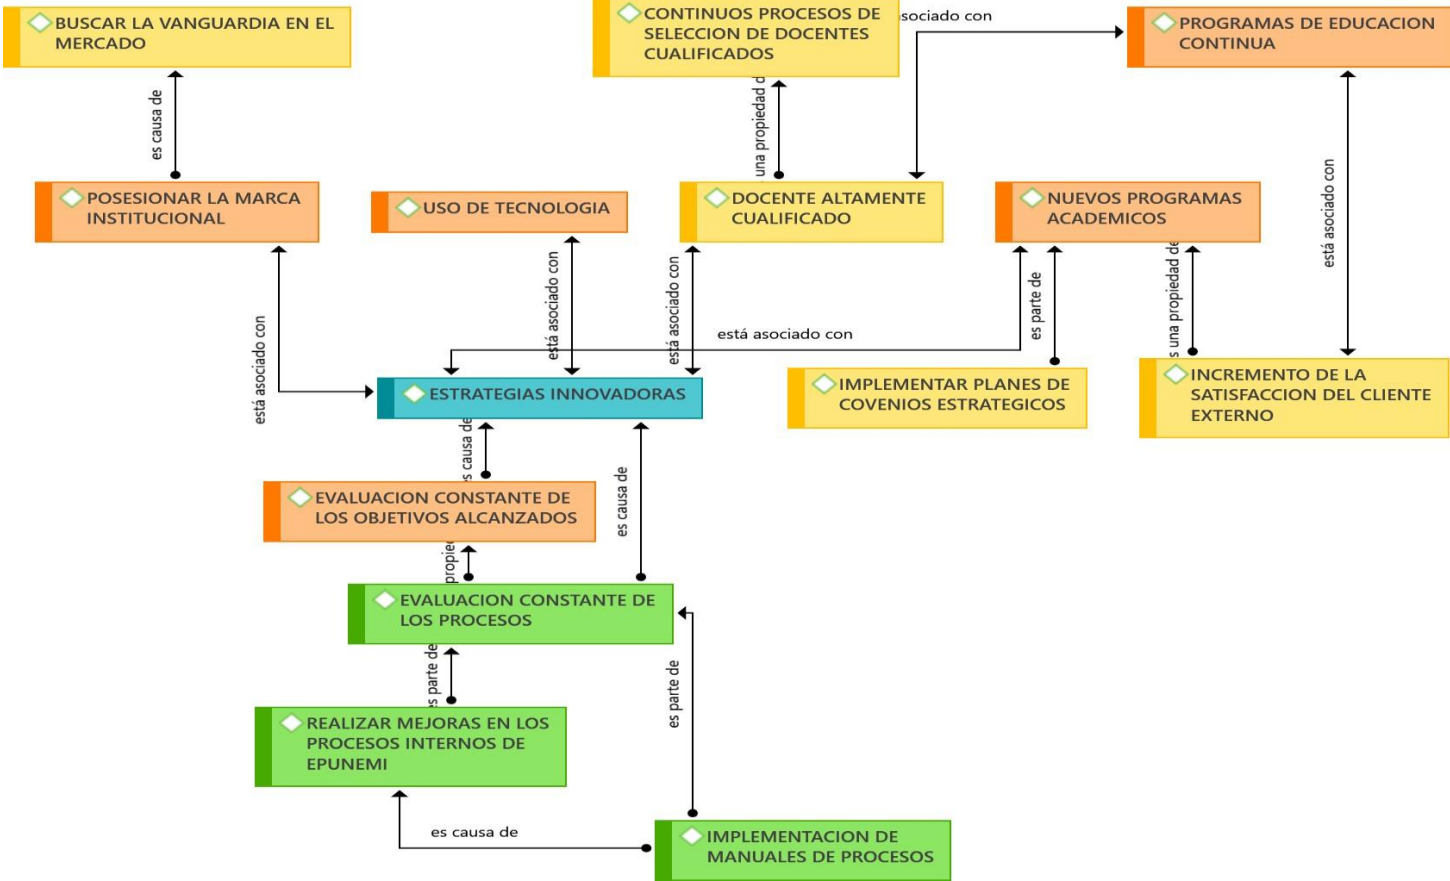 BUSCAR LA VANGUARDIA EN EL
MERCADO
CONTINUOS PROCESOS DE
SELECCION DE DOCENTES
CUALIFICADOS
asociado con
PROGRAMAS DE EDUCACION
CONTINUA
es causa de
una propiedad d
está asociado con
POSESIONAR LA MARCA
INSTITUCIONAL
USO DE TECNOLOGIA
DOCENTE ALTAMENTE
CUALIFICADO
NUEVOS PROGRAMAS
ACADEMICOS
está asociado con
está asociado con
está asociado con
está asociado con
es parte de
s una propiedad de
ESTRATEGIAS INNOVADORAS
IMPLEMENTAR PLANES DE
COVENIOS ESTRATEGICOS
INCREMENTO DE LA
SATISFACCION DEL CLIENTE
EXTERNO
es causa de
es causa de
EVALUACION CONSTANTE DE
LOS OBJETIVOS ALCANZADOS
propied
EVALUACION CONSTANTE DE
LOS PROCESOS
es parte de
es parte de
REALIZAR MEJORAS EN LOS
PROCESOS INTERNOS DE
EPUNEMI
es causa de
IMPLEMENTACION DE
MANUALES DE PROCESOS